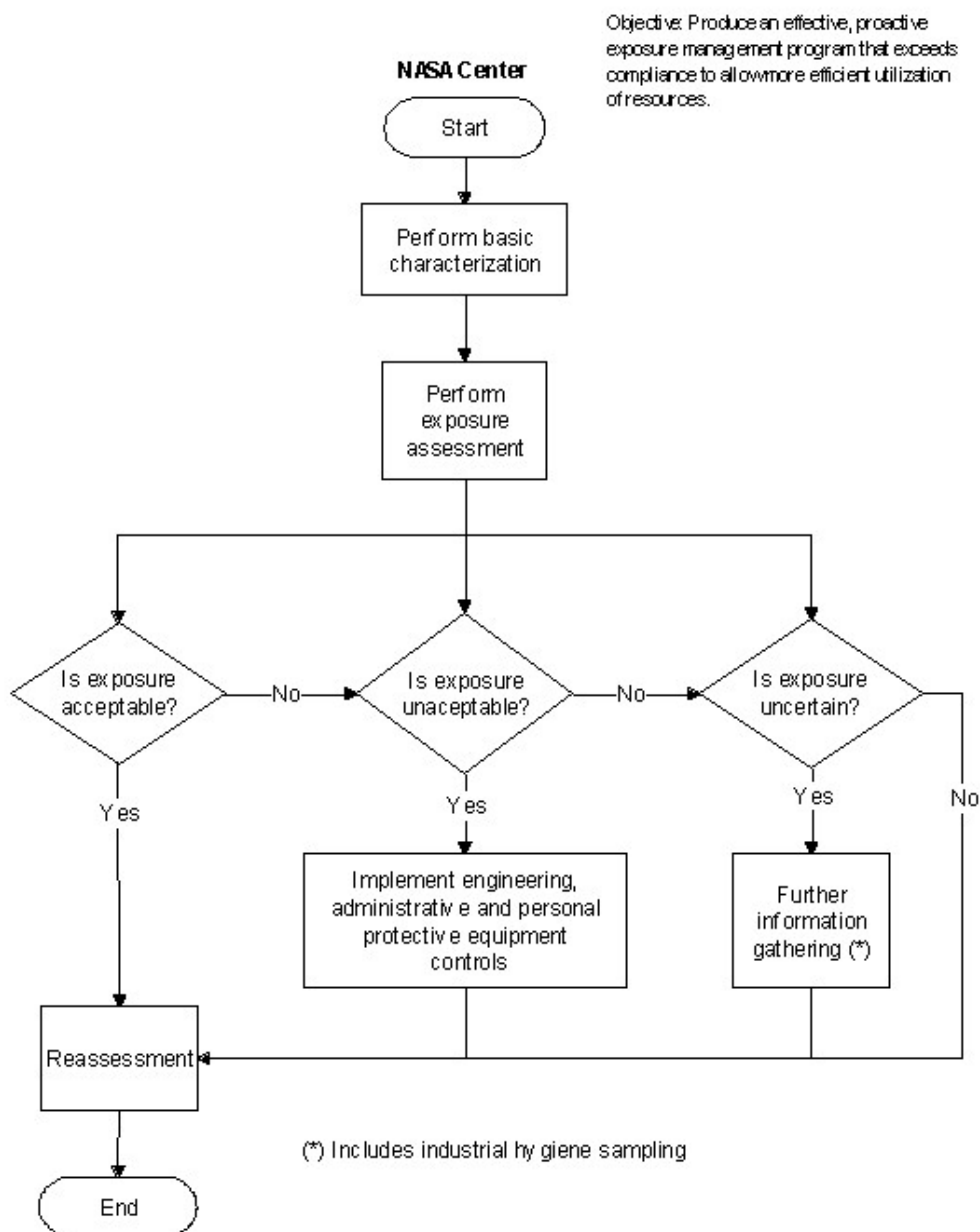 Objective: Produce an effective, proactive
exposure management program that exceeds
compliance to allow more efficient utilization
of resources.
NASA Center
Start
Perform basic
characterization
Perform
exposure
assessment
Is exposure
acceptable?
No
Is exposure
unaceptable?
No
Is exposure
uncertain?
Yes
Yes
Yes
No
Implement engineering,
administrative and personal
protective equipment
controls
Further
information
gathering (*)
Reassessment
(*) Includes industrial hygiene sampling
End